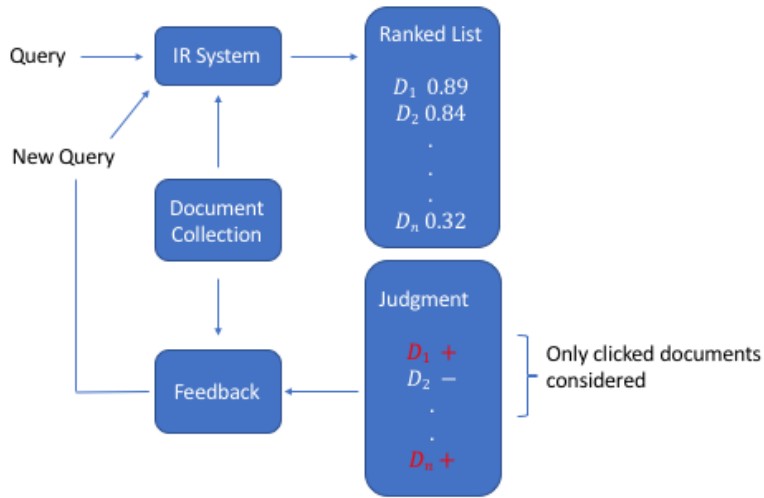 Query
IR System
Ranked List
D₁ 0.89
D₂ 0.84
.
.
.
Dₙ 0.32
New Query
Document
Collection
Judgment
D₁ +
D₂ −
.
.
Dₙ +
Only clicked documents
considered
Feedback